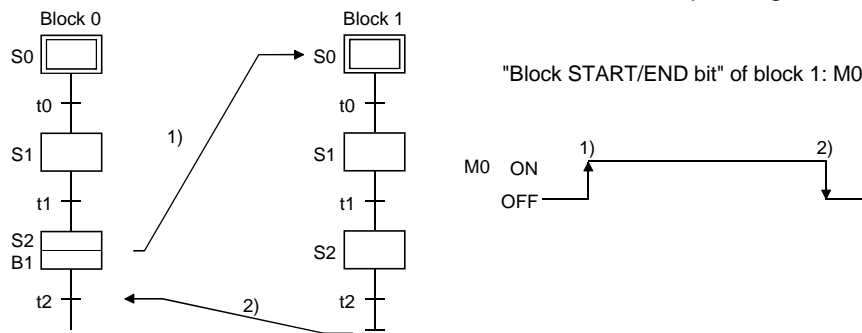 Block 0
Block 1
S0
S0
"Block START/END bit" of block 1: M0
t0
t0
1)
1)
2)
S1
S1
M0 ON
OFF
t1
t1
S2
B1
S2
t2
2)
t2